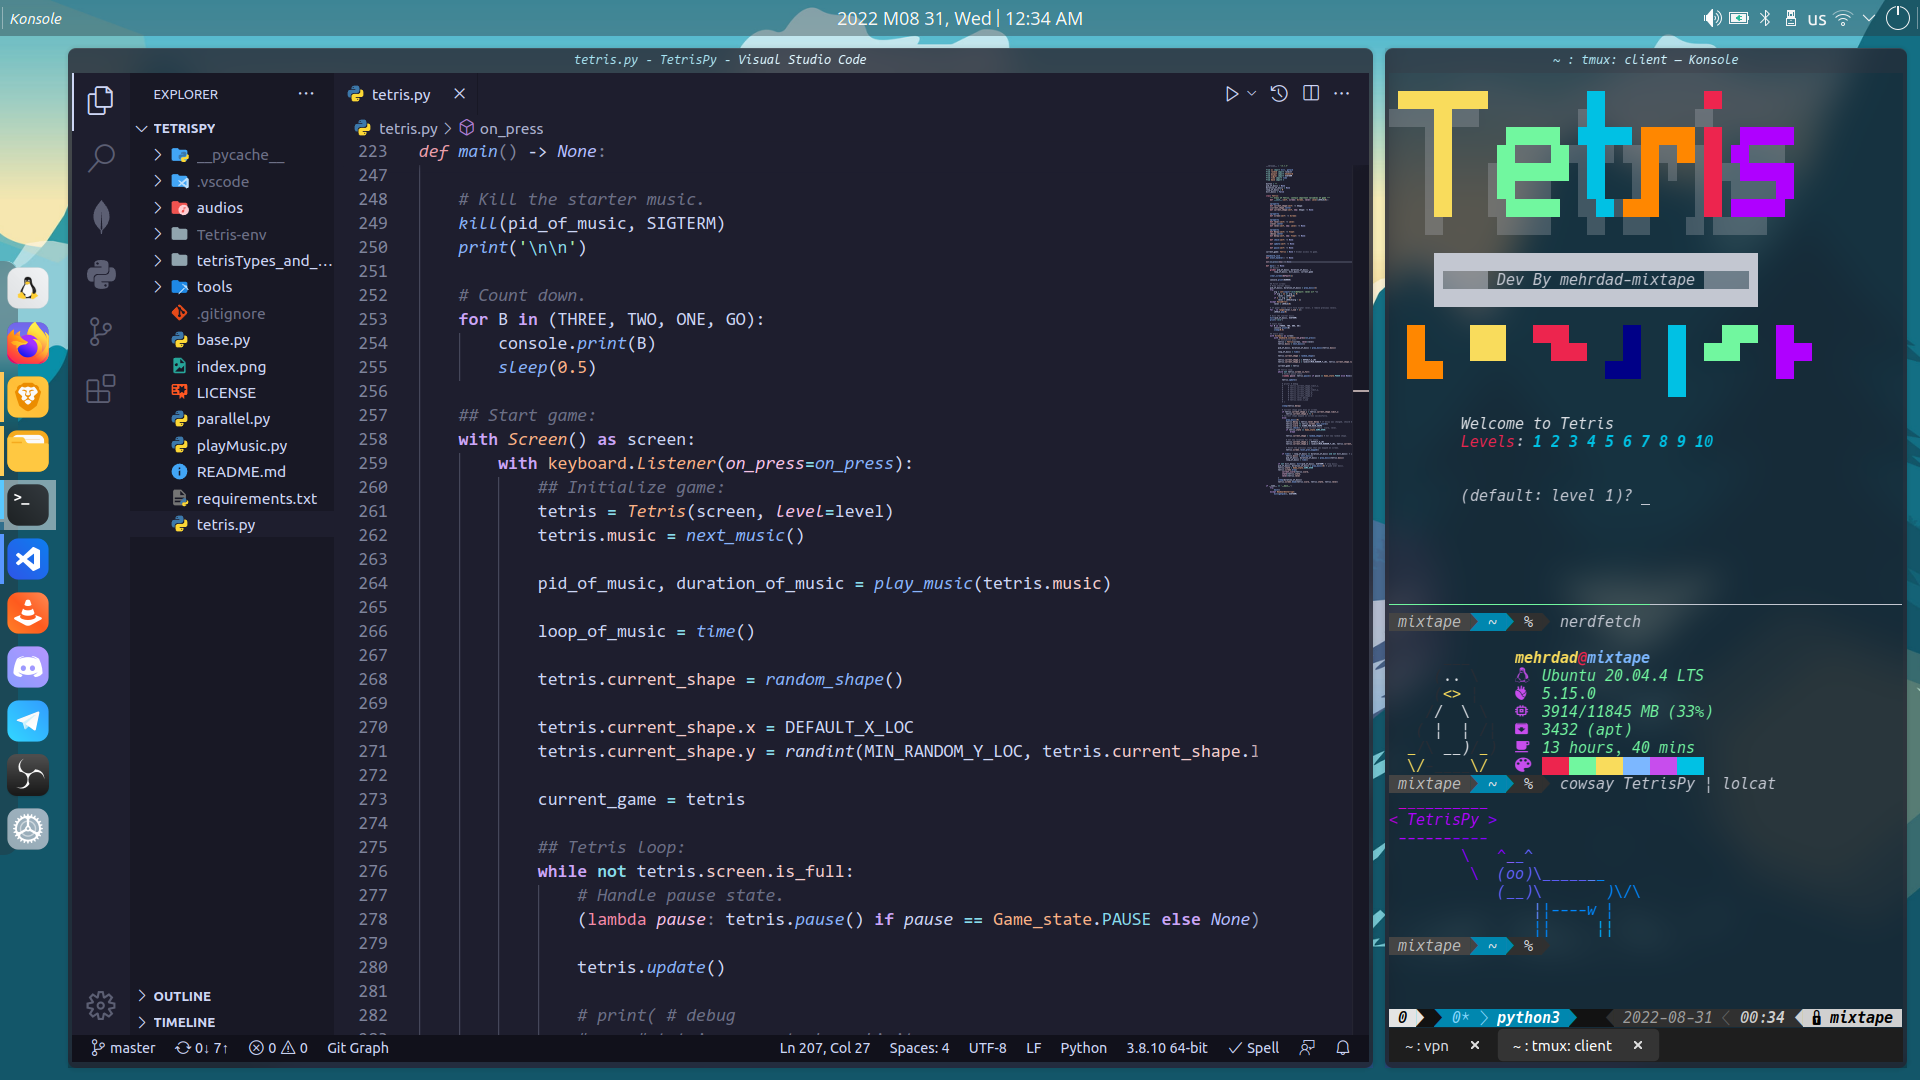 Konsole
2022 M08 31, Wed | 12:34 AM
us
tetris.py - TetrisPy - Visual Studio Code
EXPLORER
TETRISPY
__pycache__
.vscode
audios
Tetris-env
tetrisTypes_and_...
tools
.gitignore
base.py
index.png
LICENSE
parallel.py
playMusic.py
README.md
requirements.txt
tetris.py
OUTLINE
TIMELINE
tetris.py
tetris.py > on_press
223 def main() -> None:
247
248 # Kill the starter music.
249 kill(pid_of_music, SIGTERM)
250 print('\n\n')
251
252 # Count down.
253 for B in (THREE, TWO, ONE, GO):
254 console.print(B)
255 sleep(0.5)
256
257 ## Start game:
258 with Screen() as screen:
259 with keyboard.Listener(on_press=on_press):
260 ## Initialize game:
261 tetris = Tetris(screen, level=level)
262 tetris.music = next_music()
263
264 pid_of_music, duration_of_music = play_music(tetris.music)
265
266 loop_of_music = time()
267
268 tetris.current_shape = random_shape()
269
270 tetris.current_shape.x = DEFAULT_X_LOC
271 tetris.current_shape.y = randint(MIN_RANDOM_Y_LOC, tetris.current_shape.l
272
273 current_game = tetris
274
275 ## Tetris loop:
276 while not tetris.screen.is_full:
277 # Handle pause state.
278 (lambda pause: tetris.pause() if pause == Game_state.PAUSE else None)
279
280 tetris.update()
281
282 # print( # debug
master
0↓ 7↑
0
0
Git Graph
Ln 207, Col 27
Spaces: 4
UTF-8
LF
Python
3.8.10 64-bit
Spell
~ : tmux: client — Konsole
Tetris
Dev By mehrdad-mixtape
Welcome to Tetris
Levels: 1 2 3 4 5 6 7 8 9 10
(default: level 1)? _
mixtape ~ % nerdfetch
mehrdad@mixtape
Ubuntu 20.04.4 LTS
5.15.0
3914/11845 MB (33%)
3432 (apt)
13 hours, 40 mins
mixtape ~ % cowsay TetrisPy | lolcat
< TetrisPy >
(oo)
mixtape ~ %
0 0* python3
2022-08-31 00:34 mixtape
~ : vpn
~ : tmux: client